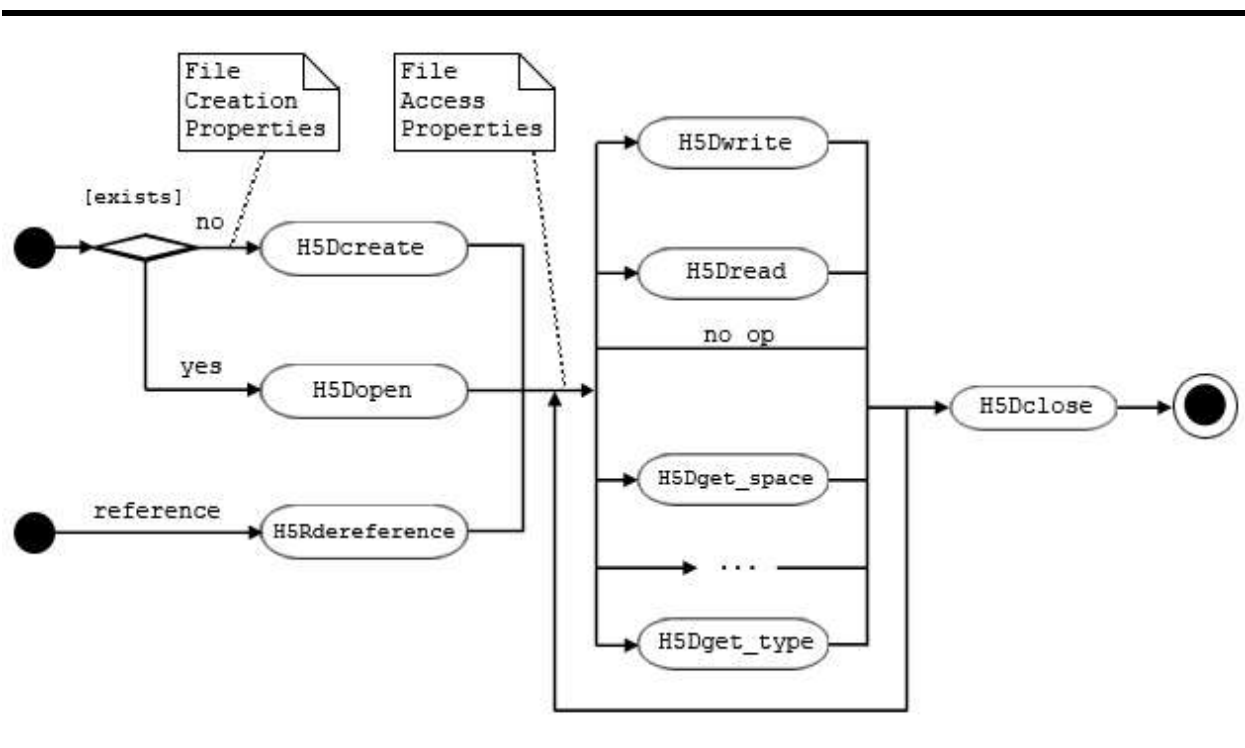 File
Creation
Properties
File
Access
Properties
[exists]
no
H5Dcreate
yes
H5Dopen
reference
H5Rdereference
H5Dwrite
H5Dread
no op
H5Dget_space
...
H5Dget_type
H5Dclose